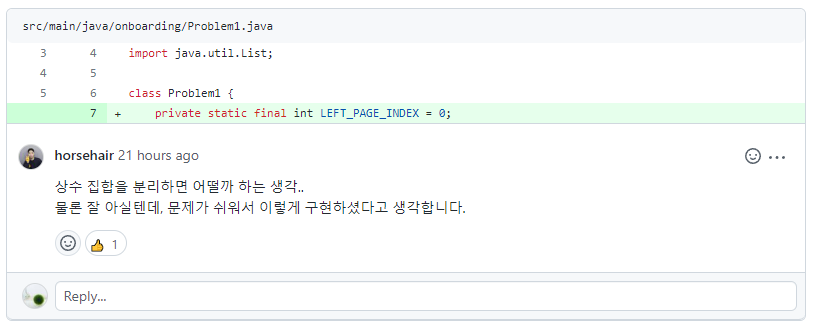 src/main/java/onboarding/Problem1.java
3 4 import java.util.List;
4 5
5 6 class Problem1 {
7 + private static final int LEFT_PAGE_INDEX = 0;
horsehair 21 hours ago
상수 집합을 분리하면 어떨까 하는 생각..
물론 잘 아실텐데, 문제가 쉬워서 이렇게 구현하셨다고 생각합니다.
👍 1
Reply...